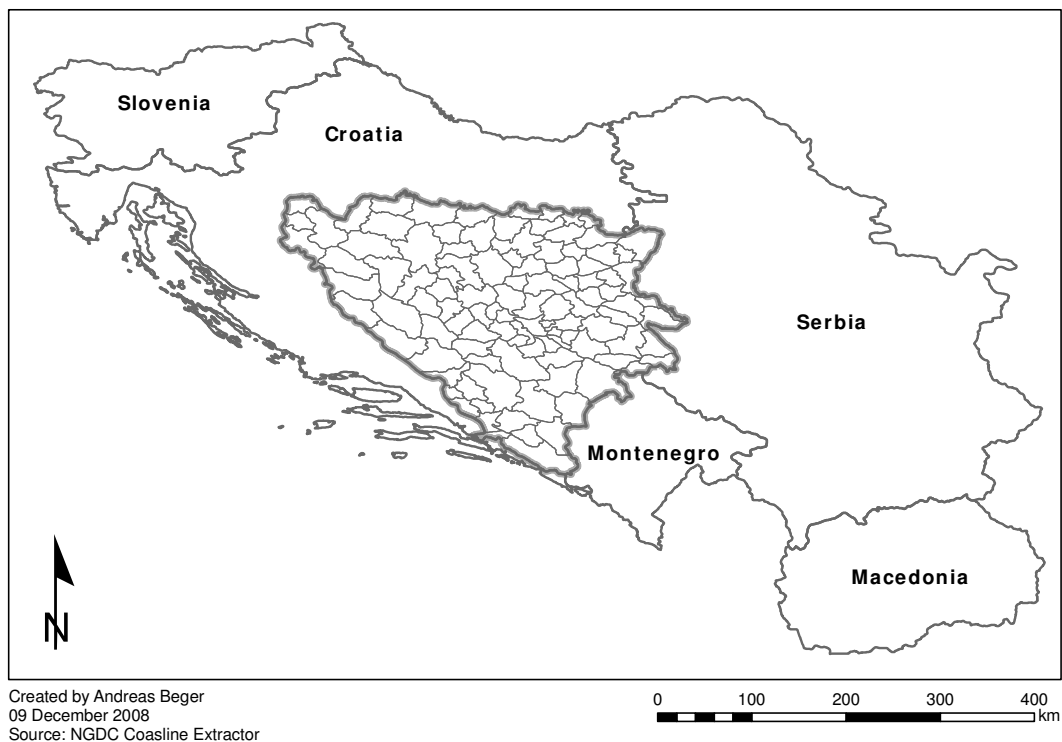 Slovenia
Croatia
Serbia
Montenegro
Macedonia
N
Created by Andreas Beger
09 December 2008
Source: NGDC Coasline Extractor
0 100 200 300 400
km